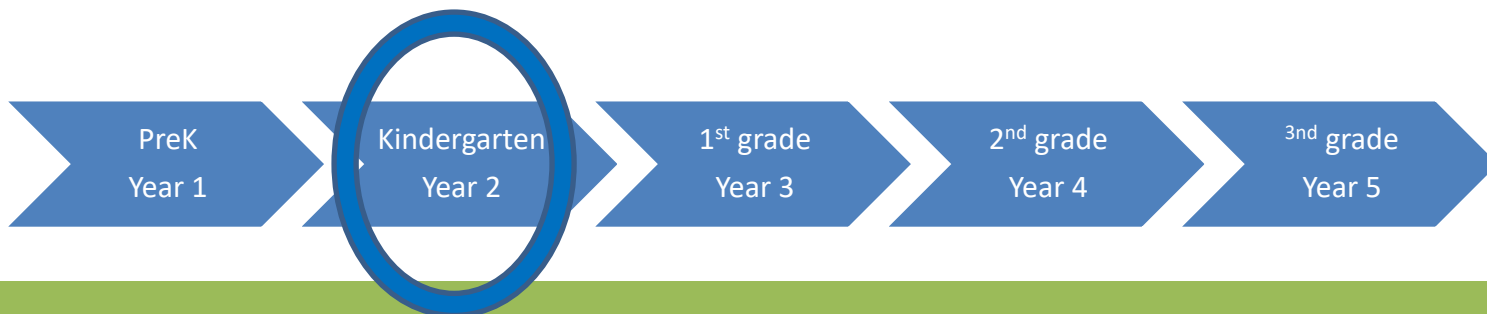 PreK
Year 1
Kindergarten
Year 2
1st grade
Year 3
2nd grade
Year 4
3nd grade
Year 5